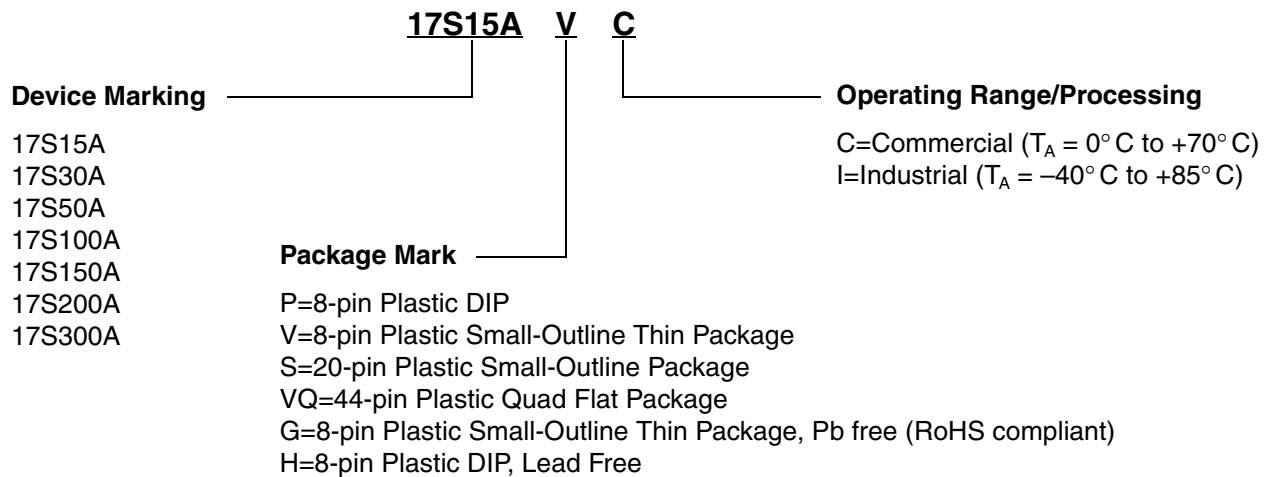 17S15A V C
Device Marking
17S15A
17S30A
17S50A
17S100A
17S150A
17S200A
17S300A
Package Mark
P=8-pin Plastic DIP
V=8-pin Plastic Small-Outline Thin Package
S=20-pin Plastic Small-Outline Package
VQ=44-pin Plastic Quad Flat Package
G=8-pin Plastic Small-Outline Thin Package, Pb free (RoHS compliant)
H=8-pin Plastic DIP, Lead Free
Operating Range/Processing
C=Commercial (TA = 0° C to +70° C)
I=Industrial (TA = –40° C to +85° C)